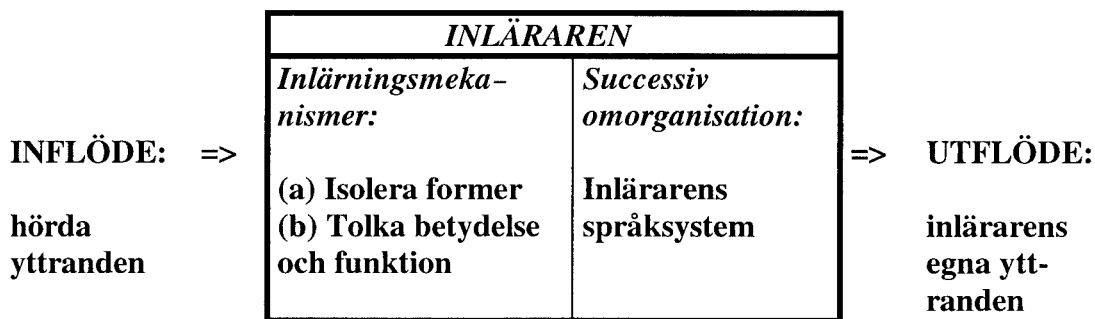 INLÄRAREN
INFLÖDE: =>
hörda
yttranden
Inlärningsmeka–
nismer:
(a) Isolera former
(b) Tolka betydelse
och funktion
Successiv
omorganisation:
Inlärarens
språksystem
=> UTFLÖDE:
inlärarens
egna ytt-
randen